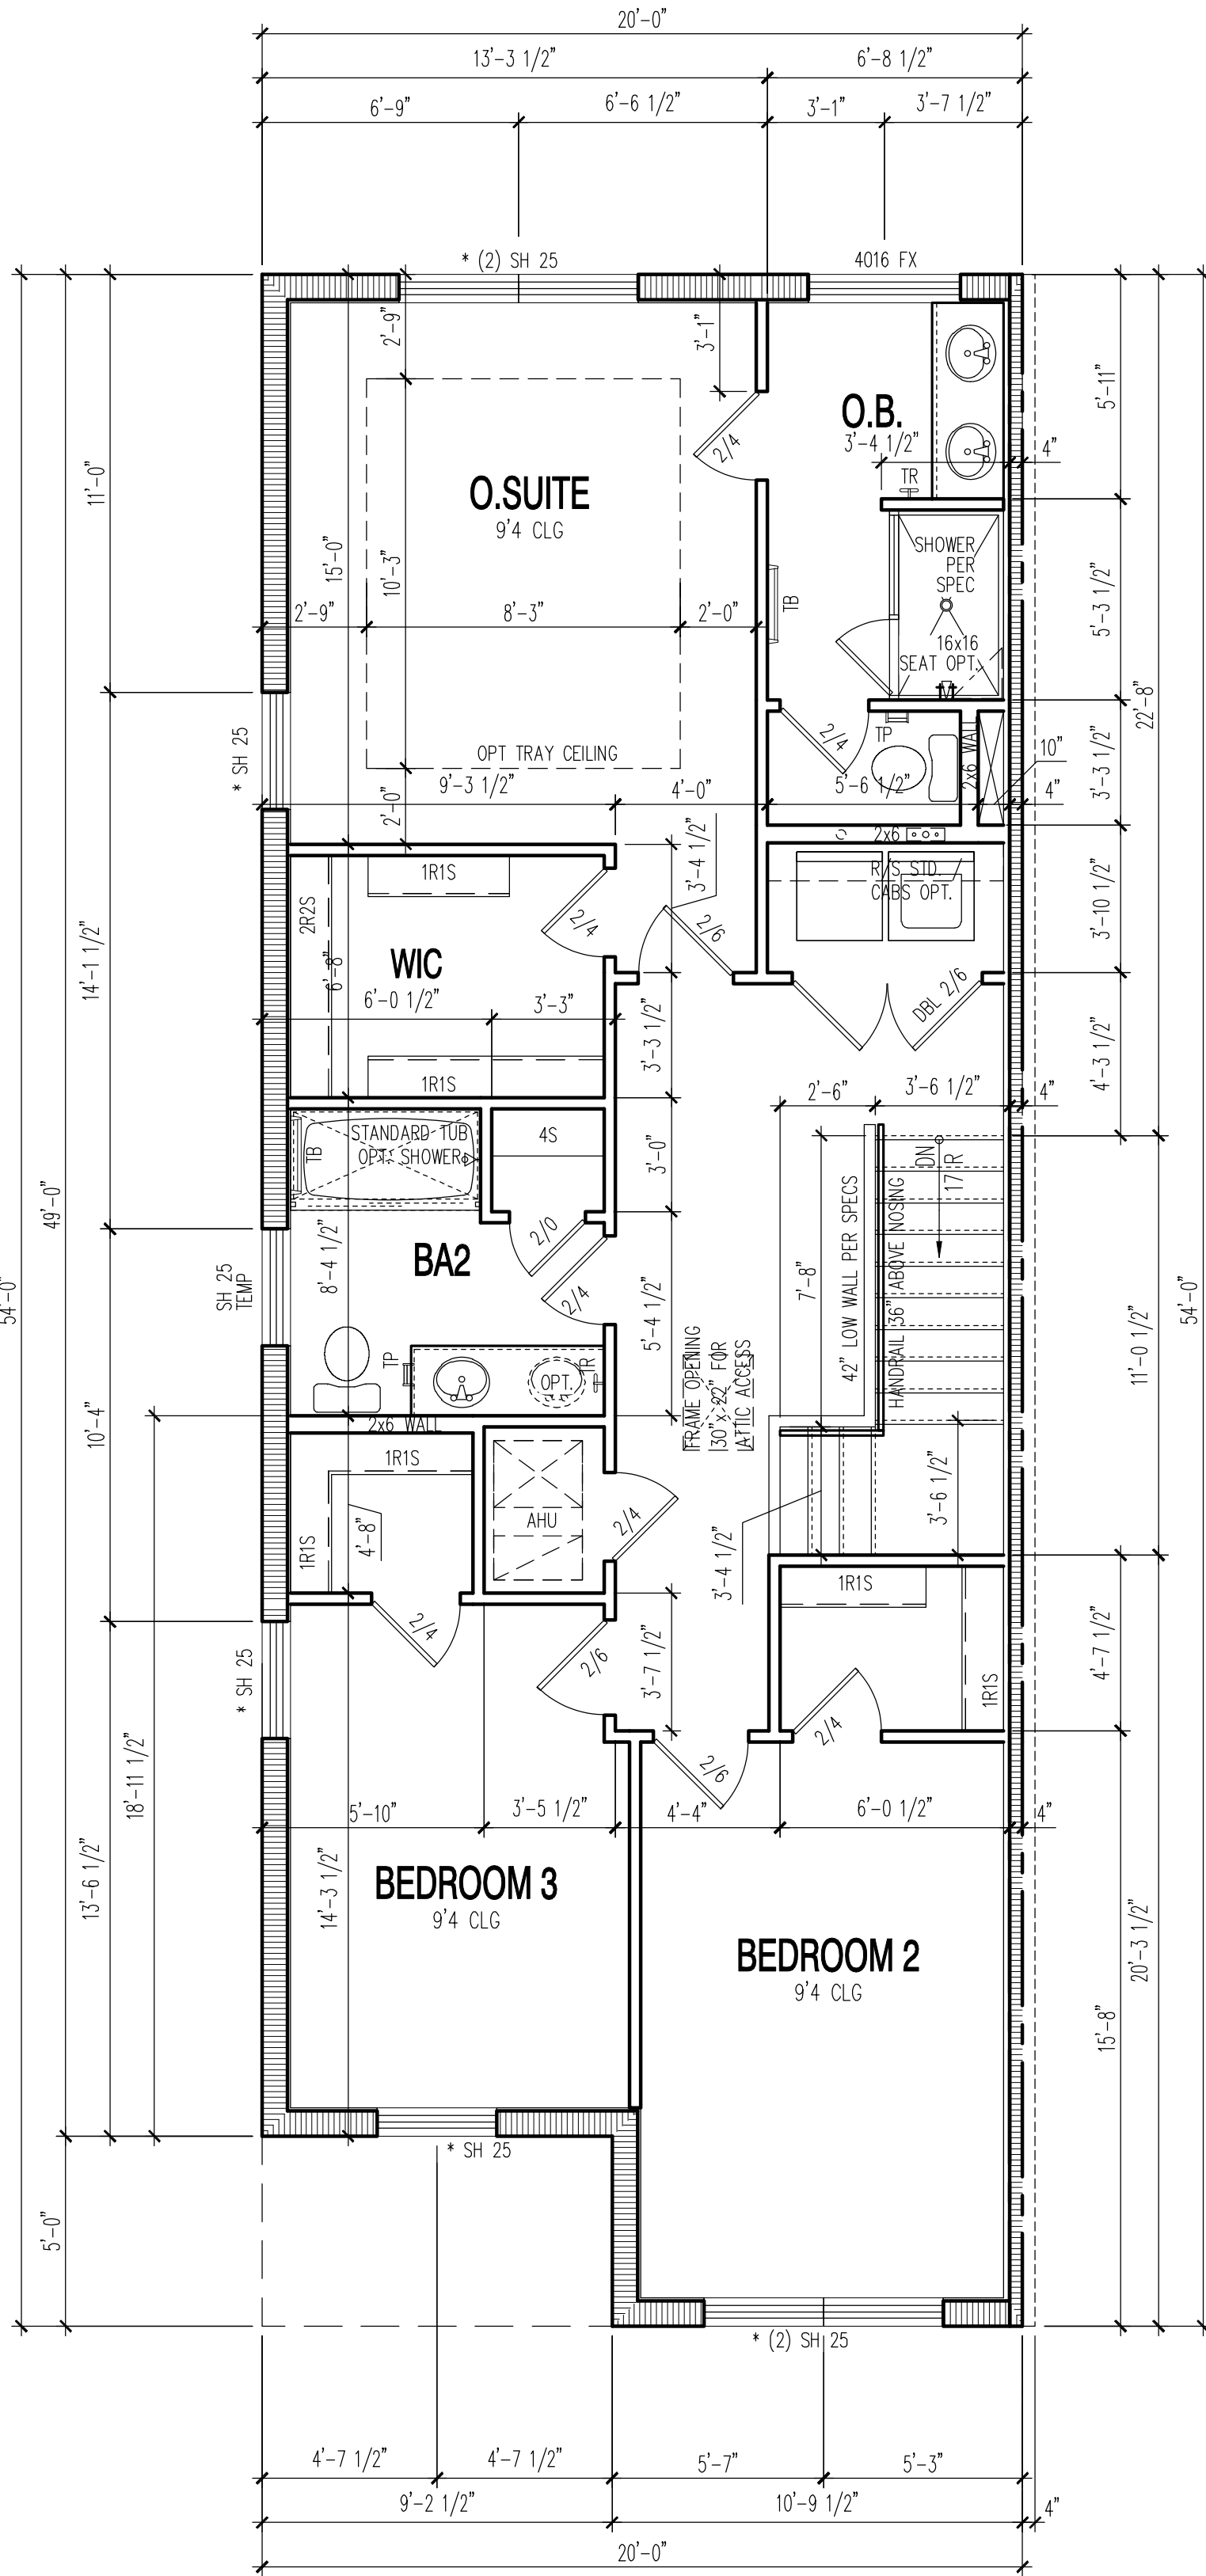 20'-0"
13'-3 1/2"
6'-8 1/2"
6'-9"
6'-6 1/2"
3'-1"
3'-7 1/2"
* (2) SH 25
4016 FX
2'-9"
3'-1"
5'-11"
O.B.
3'-4 1/2"
4"
2/4
TR
11'-0"
O.SUITE
9'4 CLG
15'-0"
10'-3"
SHOWER
PER
SPEC
5'-3 1/2"
TB
2'-9"
8'-3"
2'-0"
16x16
SEAT OPT.
22'-8"
* SH 25
OPT TRAY CEILING
2/4
TP
2x6 WALL
10"
3'-3 1/2"
9'-3 1/2"
4'-0"
5'-6 1/2"
4"
2'-0"
3'-4 1/2"
2x6
1R1S
R/S STD.
CABS OPT.
2R2S
2/4
2/6
3'-10 1/2"
14'-1 1/2"
WIC
6'-8"
6'-0 1/2"
3'-3"
DBL 2/6
3'-3 1/2"
4'-3 1/2"
1R1S
2'-6"
3'-6 1/2"
4"
STANDARD TUB
OPT. SHOWER
TB
4S
3'-0"
DN
17 R
49'-0"
42" LOW WALL PER SPECS
HANDRAIL 36" ABOVE NOSING
2/0
8'-4 1/2"
BA2
SH 25
TEMP
2/4
7'-8"
54'-0"
54'-0"
5'-4 1/2"
FRAME OPENING
30" x 22" FOR
ATTIC ACCESS
11'-0 1/2"
TP
OPT.
TR
10'-4"
2x6 WALL
1R1S
1R1S
4'-8"
AHU
2/4
3'-6 1/2"
3'-4 1/2"
1R1S
2/4
2/6
3'-7 1/2"
4'-7 1/2"
* SH 25
1R1S
2/4
2/6
18'-11 1/2"
5'-10"
3'-5 1/2"
4'-4"
6'-0 1/2"
4"
13'-6 1/2"
14'-3 1/2"
BEDROOM 3
9'4 CLG
BEDROOM 2
9'4 CLG
20'-3 1/2"
15'-8"
* SH 25
5'-0"
* (2) SH 25
4'-7 1/2"
4'-7 1/2"
5'-7"
5'-3"
9'-2 1/2"
10'-9 1/2"
4"
20'-0"